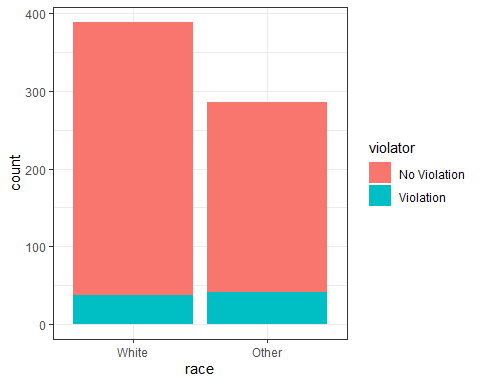 400
300
200
100
0
count
White Other
race
violator
No Violation
Violation